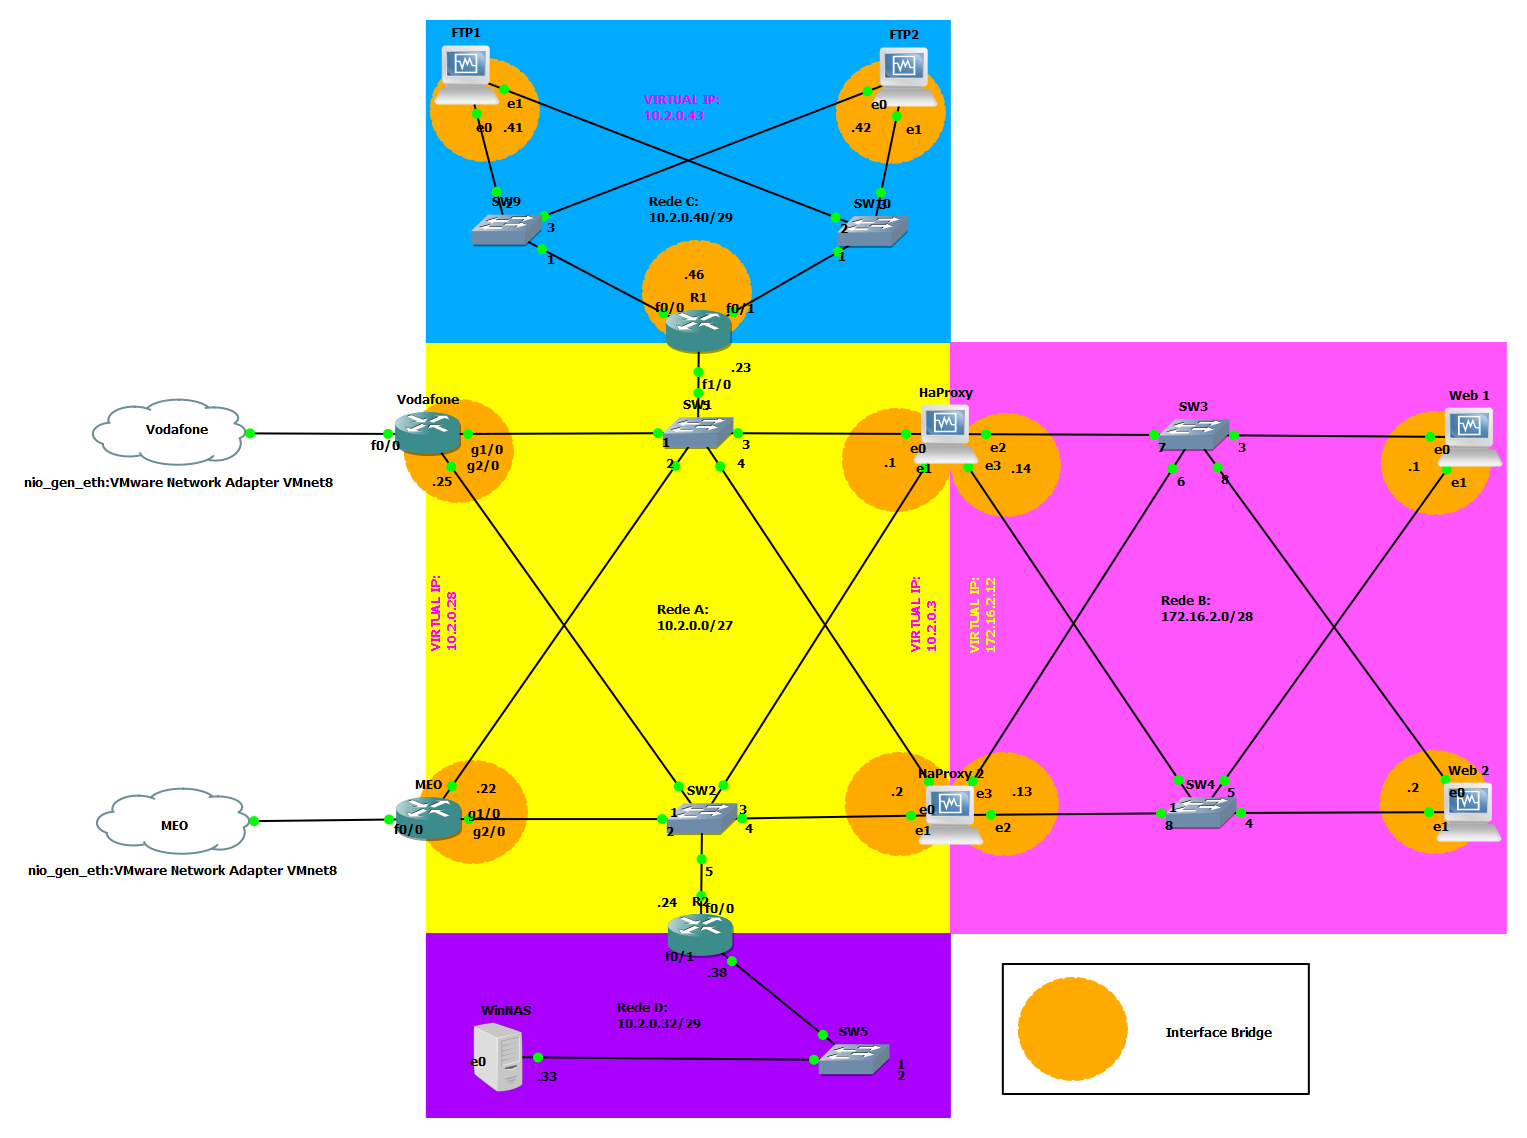 FTP1
FTP2
e1
e0
.41
VIRTUAL IP:
10.2.0.43
e0
.42
e1
SW9
2
3
1
Rede C:
10.2.0.40/29
SW10
3
2
1
.46
R1
f0/0
f0/1
.23
f1/0
5
SW1
1
2
3
4
Vodafone
Vodafone
f0/0
g1/0
g2/0
.25
nio_gen_eth:VMware Network Adapter VMnet8
HaProxy
.1
e0
e1
e2
e3
.14
SW3
7
3
6
8
Web 1
e0
.1
e1
VIRTUAL IP:
10.2.0.28
Rede A:
10.2.0.0/27
VIRTUAL IP:
10.2.0.3
VIRTUAL IP:
172.16.2.12
Rede B:
172.16.2.0/28
MEO
MEO
.22
f0/0
g1/0
g2/0
nio_gen_eth:VMware Network Adapter VMnet8
SW2
1
2
3
4
5
HaProxy 2
.2
e0
e1
e3
e2
.13
SW4
1
5
8
4
Web 2
.2
e0
e1
.24
R2
f0/0
f0/1
.38
Rede D:
10.2.0.32/29
WinNAS
e0
.33
SW5
1
2
Interface Bridge